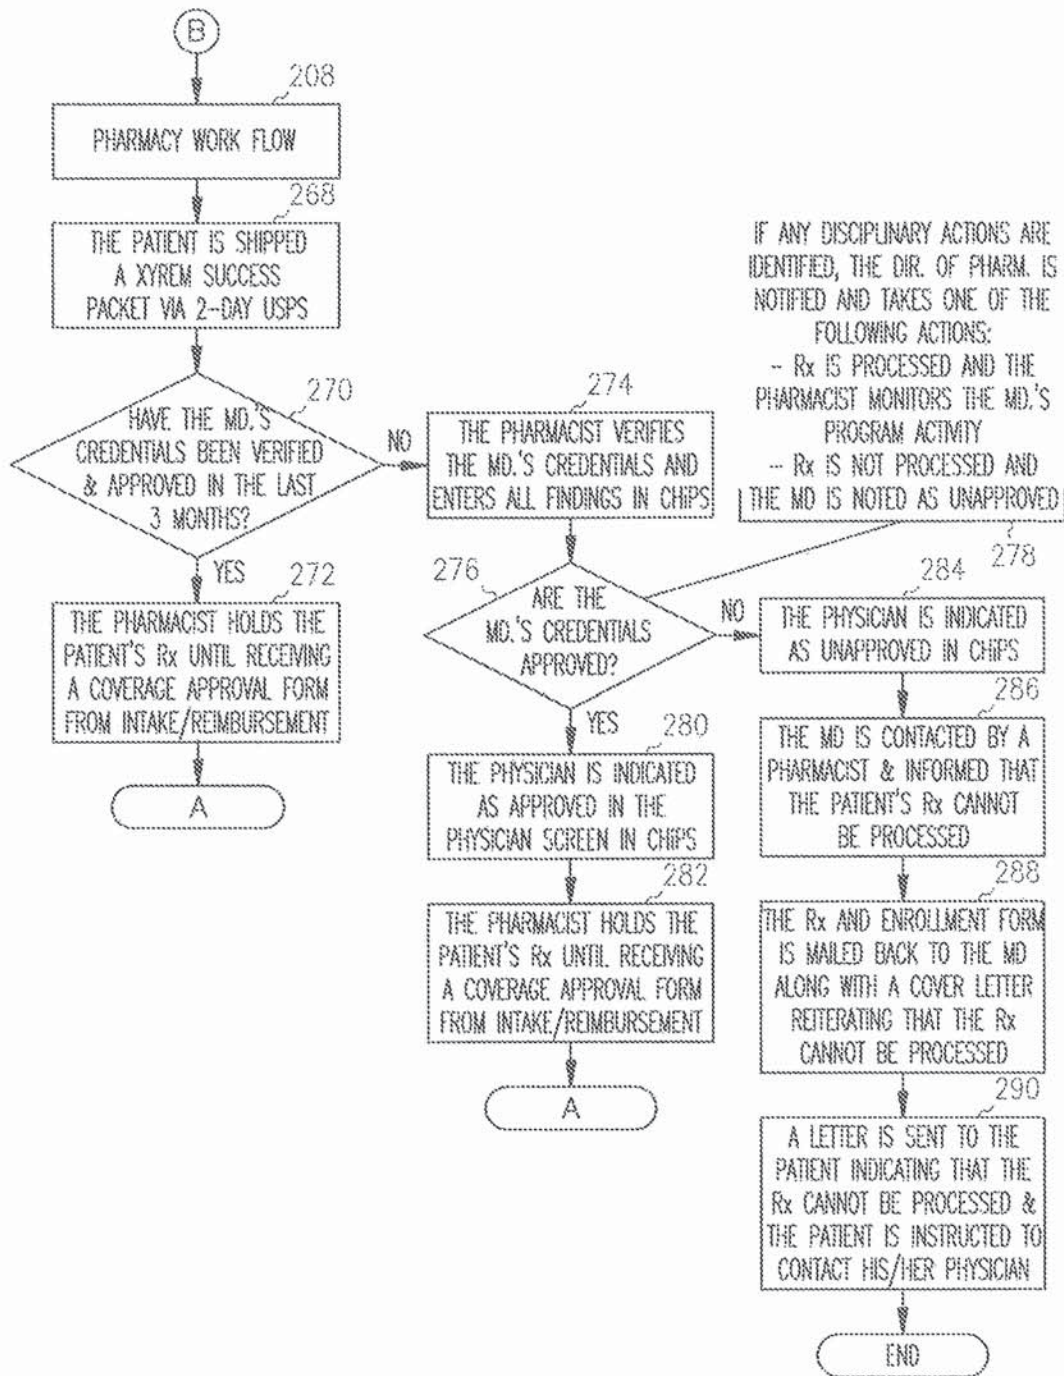 B
208
PHARMACY WORK FLOW
268
THE PATIENT IS SHIPPED
A XYREM SUCCESS
PACKET VIA 2-DAY USPS
270
HAVE THE MD.'S
CREDENTIALS BEEN VERIFIED
& APPROVED IN THE LAST
3 MONTHS?
NO
YES
272
THE PHARMACIST HOLDS THE
PATIENT'S Rx UNTIL RECEIVING
A COVERAGE APPROVAL FORM
FROM INTAKE/REIMBURSEMENT
A
274
THE PHARMACIST VERIFIES
THE MD.'S CREDENTIALS AND
ENTERS ALL FINDINGS IN CHIPS
IF ANY DISCIPLINARY ACTIONS ARE
IDENTIFIED, THE DIR. OF PHARM. IS
NOTIFIED AND TAKES ONE OF THE
FOLLOWING ACTIONS:
-- Rx IS PROCESSED AND THE
PHARMACIST MONITORS THE MD.'S
PROGRAM ACTIVITY
-- Rx IS NOT PROCESSED AND
THE MD IS NOTED AS UNAPPROVED
278
276
ARE THE
MD.'S CREDENTIALS
APPROVED?
NO
YES
280
THE PHYSICIAN IS INDICATED
AS APPROVED IN THE
PHYSICIAN SCREEN IN CHIPS
282
THE PHARMACIST HOLDS THE
PATIENT'S Rx UNTIL RECEIVING
A COVERAGE APPROVAL FORM
FROM INTAKE/REIMBURSEMENT
A
284
THE PHYSICIAN IS INDICATED
AS UNAPPROVED IN CHIPS
286
THE MD IS CONTACTED BY A
PHARMACIST & INFORMED THAT
THE PATIENT'S Rx CANNOT
BE PROCESSED
288
THE Rx AND ENROLLMENT FORM
IS MAILED BACK TO THE MD
ALONG WITH A COVER LETTER
REITERATING THAT THE Rx
CANNOT BE PROCESSED
290
A LETTER IS SENT TO THE
PATIENT INDICATING THAT THE
Rx CANNOT BE PROCESSED &
THE PATIENT IS INSTRUCTED TO
CONTACT HIS/HER PHYSICIAN
END